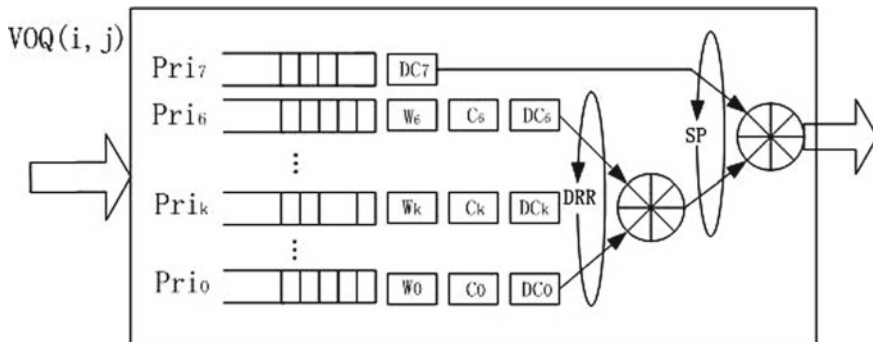 VOQ(i, j)
Pri7 DC7
Pri6 W6 C6 DC6
SP
⋮
Prik Wk Ck DCk DRR
⋮
Pri0 W0 C0 DC0